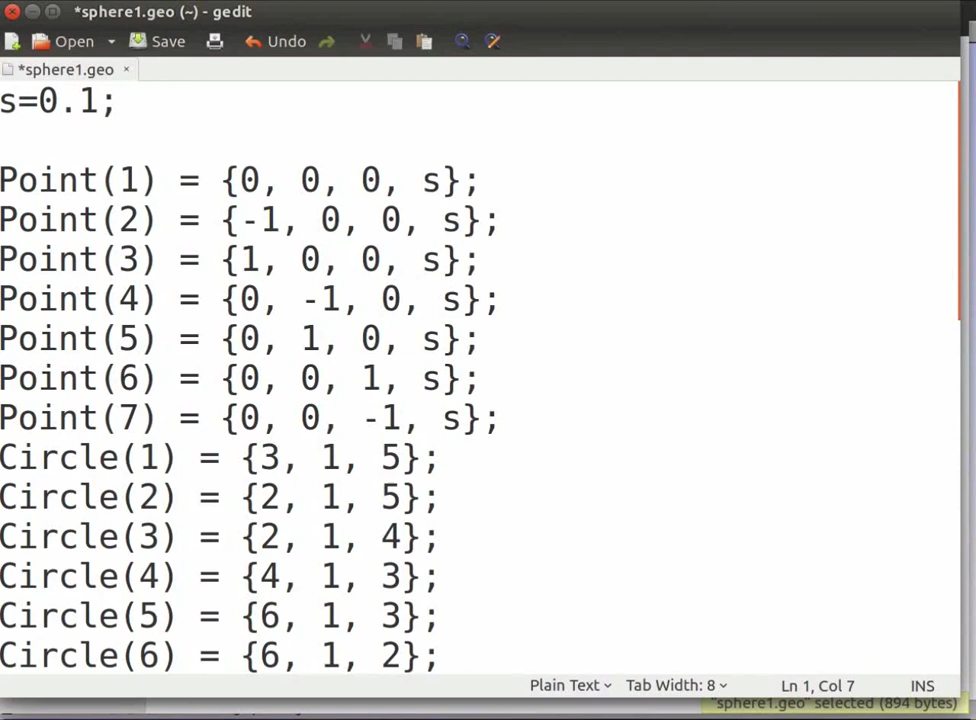 *sphere1.geo (~) - gedit
Open Save Undo
*sphere1.geo ×
s=0.1;
Point(1) = {0, 0, 0, s};
Point(2) = {-1, 0, 0, s};
Point(3) = {1, 0, 0, s};
Point(4) = {0, -1, 0, s};
Point(5) = {0, 1, 0, s};
Point(6) = {0, 0, 1, s};
Point(7) = {0, 0, -1, s};
Circle(1) = {3, 1, 5};
Circle(2) = {2, 1, 5};
Circle(3) = {2, 1, 4};
Circle(4) = {4, 1, 3};
Circle(5) = {6, 1, 3};
Circle(6) = {6, 1, 2};
Plain Text Tab Width: 8 Ln 1, Col 7 INS
"sphere1.geo" selected (894 bytes)